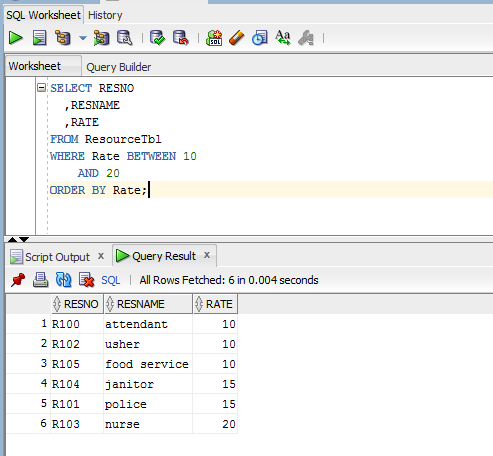 SQL Worksheet History
Worksheet Query Builder
SELECT RESNO
,RESNAME
,RATE
FROM ResourceTbl
WHERE Rate BETWEEN 10
AND 20
ORDER BY Rate;
Script Output x Query Result x
SQL | All Rows Fetched: 6 in 0.004 seconds
RESNO RESNAME RATE
1 R100 attendant 10
2 R102 usher 10
3 R105 food service 10
4 R104 janitor 15
5 R101 police 15
6 R103 nurse 20